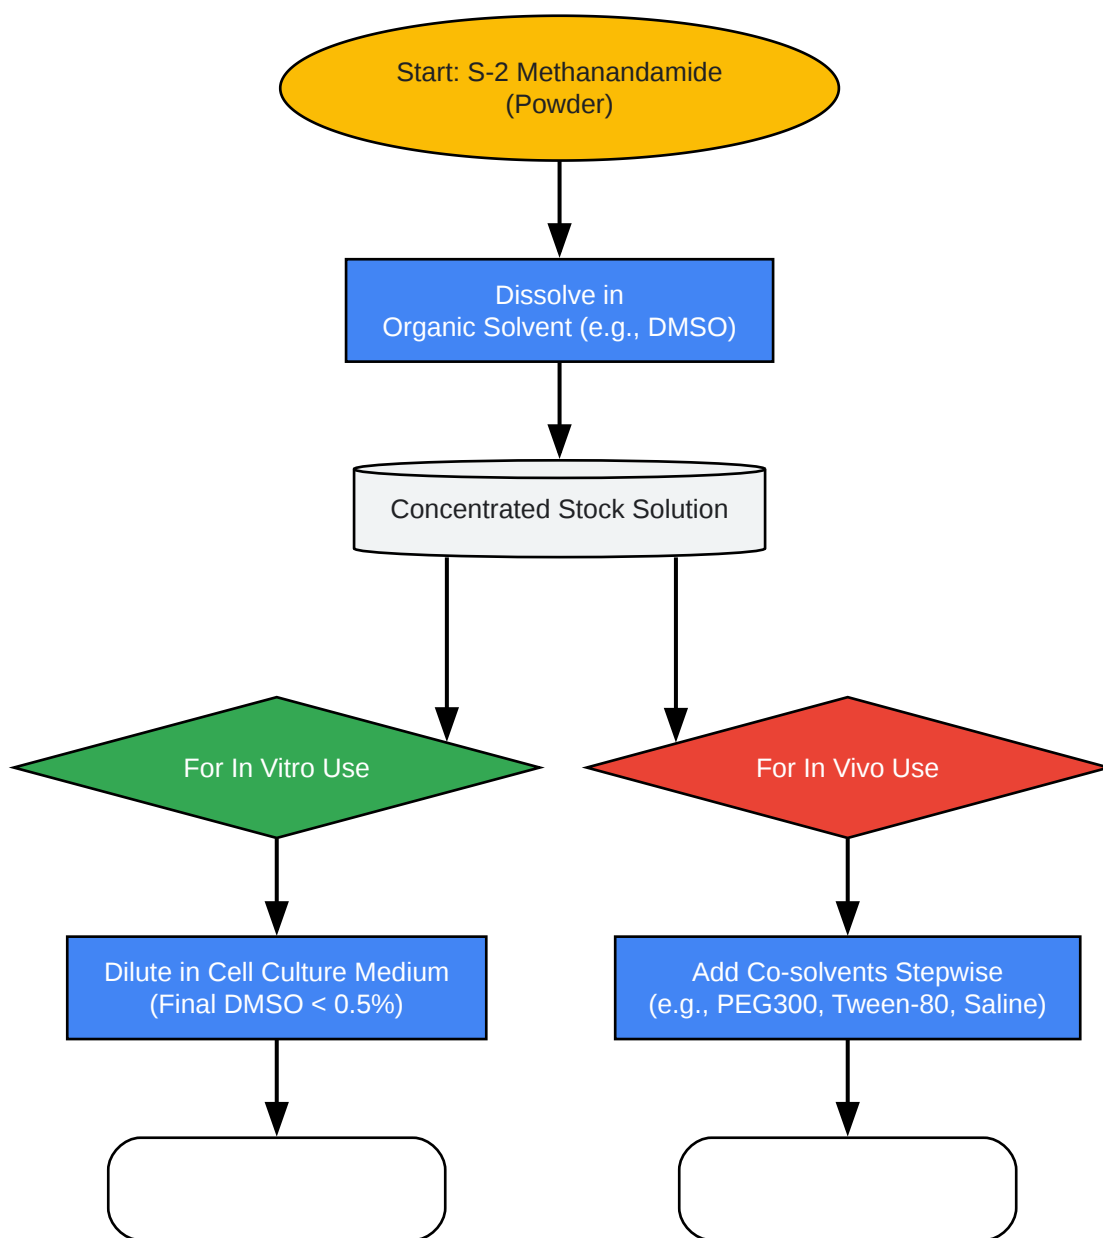 Start: S-2 Methanandamide
(Powder)
Dissolve in
Organic Solvent (e.g., DMSO)
Concentrated Stock Solution
For In Vitro Use
For In Vivo Use
Dilute in Cell Culture Medium
(Final DMSO < 0.5%)
Add Co-solvents Stepwise
(e.g., PEG300, Tween-80, Saline)